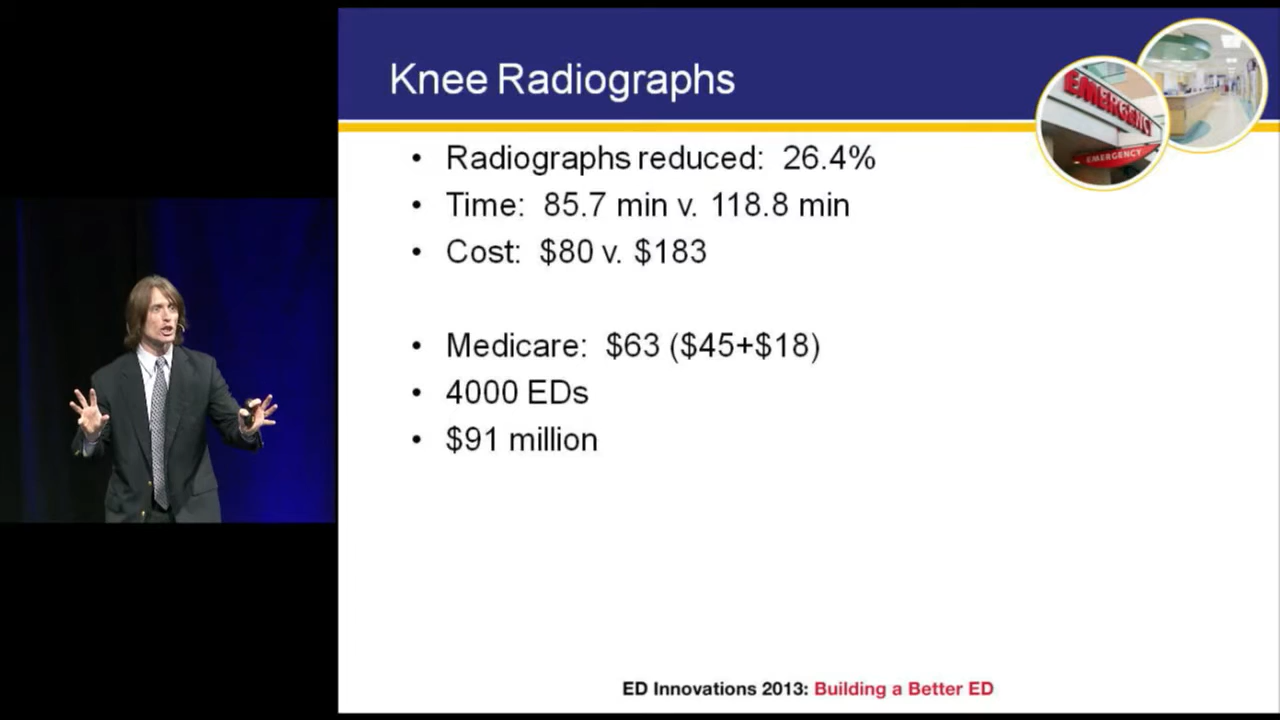 Knee Radiographs
EMERGENC
EMERGENCY
• Radiographs reduced: 26.4%
• Time: 85.7 min v. 118.8 min
• Cost: $80 v. $183
• Medicare: $63 ($45+$18)
• 4000 EDs
• $91 million
ED Innovations 2013: Building a Better ED